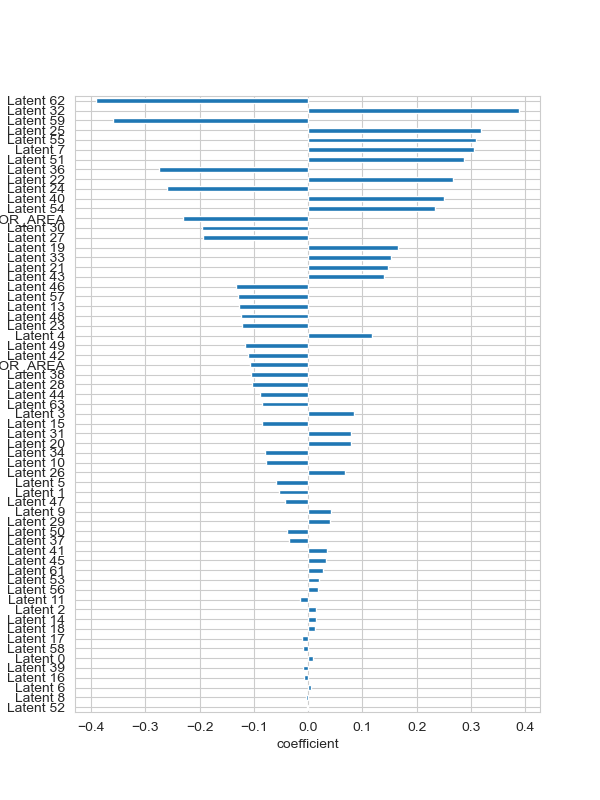 Latent 62
Latent 32
Latent 59
Latent 25
Latent 55
Latent 7
Latent 51
Latent 36
Latent 22
Latent 24
Latent 40
Latent 54
OR_AREA
Latent 30
Latent 27
Latent 19
Latent 33
Latent 21
Latent 43
Latent 46
Latent 57
Latent 13
Latent 48
Latent 23
Latent 4
Latent 49
Latent 42
OR_AREA
Latent 38
Latent 28
Latent 44
Latent 63
Latent 3
Latent 15
Latent 31
Latent 20
Latent 34
Latent 10
Latent 26
Latent 5
Latent 1
Latent 47
Latent 9
Latent 29
Latent 50
Latent 37
Latent 41
Latent 45
Latent 61
Latent 53
Latent 56
Latent 11
Latent 2
Latent 14
Latent 18
Latent 17
Latent 58
Latent 0
Latent 39
Latent 16
Latent 6
Latent 8
Latent 52
−0.4 −0.3 −0.2 −0.1 0.0 0.1 0.2 0.3 0.4
coefficient